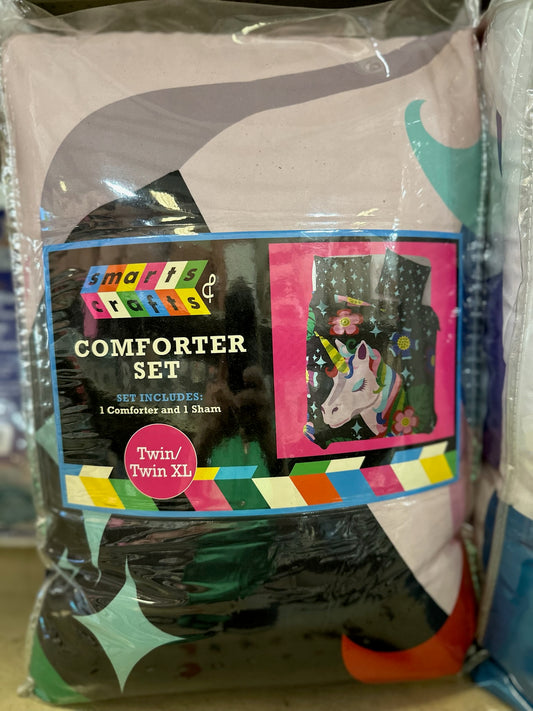 smarts &
crafts
COMFORTER
SET
SET INCLUDES:
1 Comforter and 1 Sham
Twin/
Twin XL